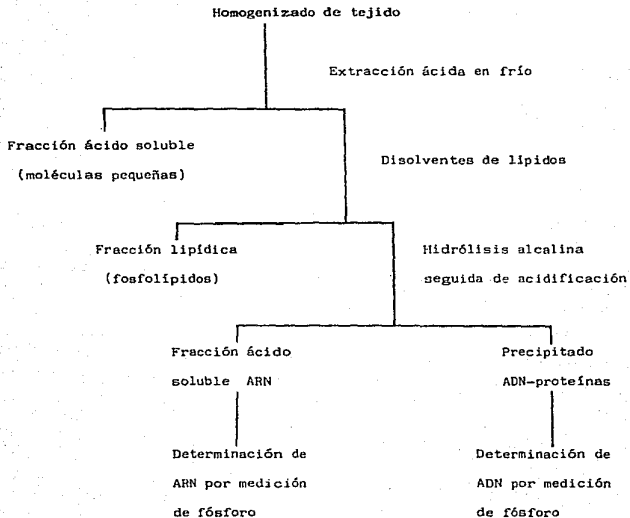 Homogenizado de tejido
Extracción ácida en frío
Fracción ácido soluble
(moléculas pequeñas)
Disolventes de lípidos
Fracción lipídica
(fosfolípidos)
Hidrólisis alcalina
seguida de acidificación
Fracción ácido
soluble ARN
Precipitado
ADN-proteínas
Determinación de
ARN por medición
de fósforo
Determinación de
ADN por medición
de fósforo